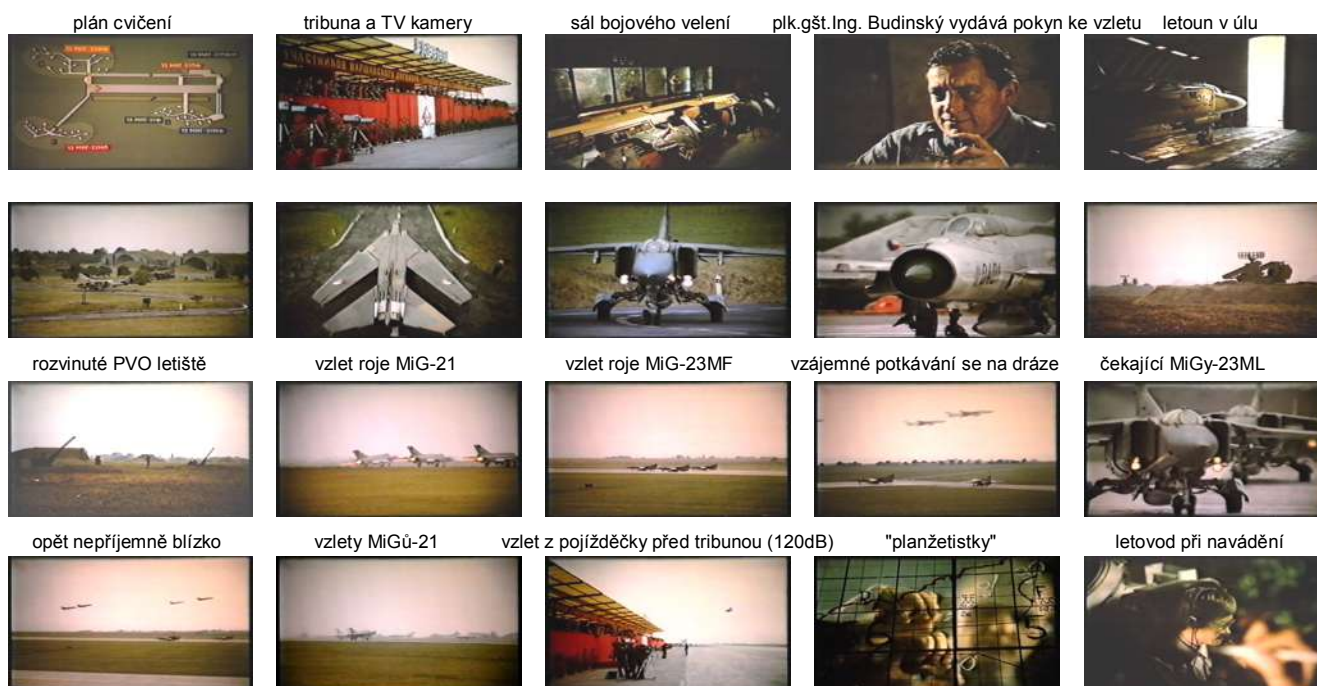 plán cvičení
tribuna a TV kamery
sál bojového velení
plk.gšt.Ing. Budinský vydává pokyn ke vzletu
letoun v úlu
rozvinuté PVO letiště
vzlet roje MiG-21
vzlet roje MiG-23MF
vzájemné potkávání se na dráze
čekající MiGy-23ML
opět nepříjemně blízko
vzlety MiGů-21
vzlet z pojížděčky před tribunou (120dB)
"planžetistky"
letovod při navádění